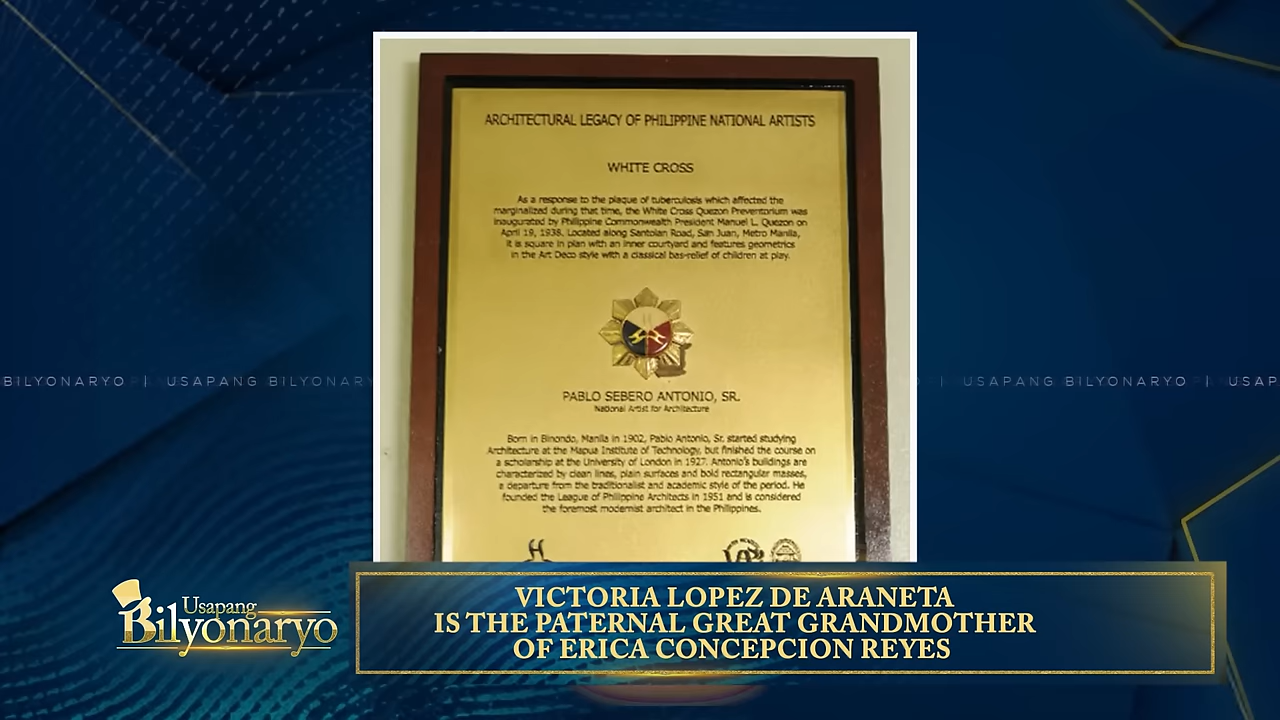 ARCHITECTURAL LEGACY OF PHILIPPINE NATIONAL ARTISTS
WHITE CROSS
As a response to the plaque of tuberculosis which affected the
marginalized during that time, the White Cross Quezon Preventorium was
inaugurated by Philippine Commonwealth President Manuel L. Quezon on
April 19, 1938. Located along Santolan Road, San Juan, Metro Manila,
it is square in plan with an inner courtyard and features geometrics
in the Art Deco style with a classical bas-relief of children at play.
BILYONARYO | USAPANG BILYONARY
USAPANG BILYONARYO | USAP
PABLO SEBERO ANTONIO, SR.
National Artist for Architecture
Born in Binondo, Manila in 1902, Pablo Antonio, Sr. started studying
Architecture at the Mapua Institute of Technology, but finished the course on
a scholarship at the University of London in 1927. Antonio's buildings are
characterized by clean lines, plain surfaces and bold rectangular masses,
a departure from the traditionalist and academic style of the period. He
founded the League of Philippine Architects in 1951 and is considered
the foremost modernist architect in the Philippines.
Usapang
Bilyonaryo
VICTORIA LOPEZ DE ARANETA
IS THE PATERNAL GREAT GRANDMOTHER
OF ERICA CONCEPCION REYES